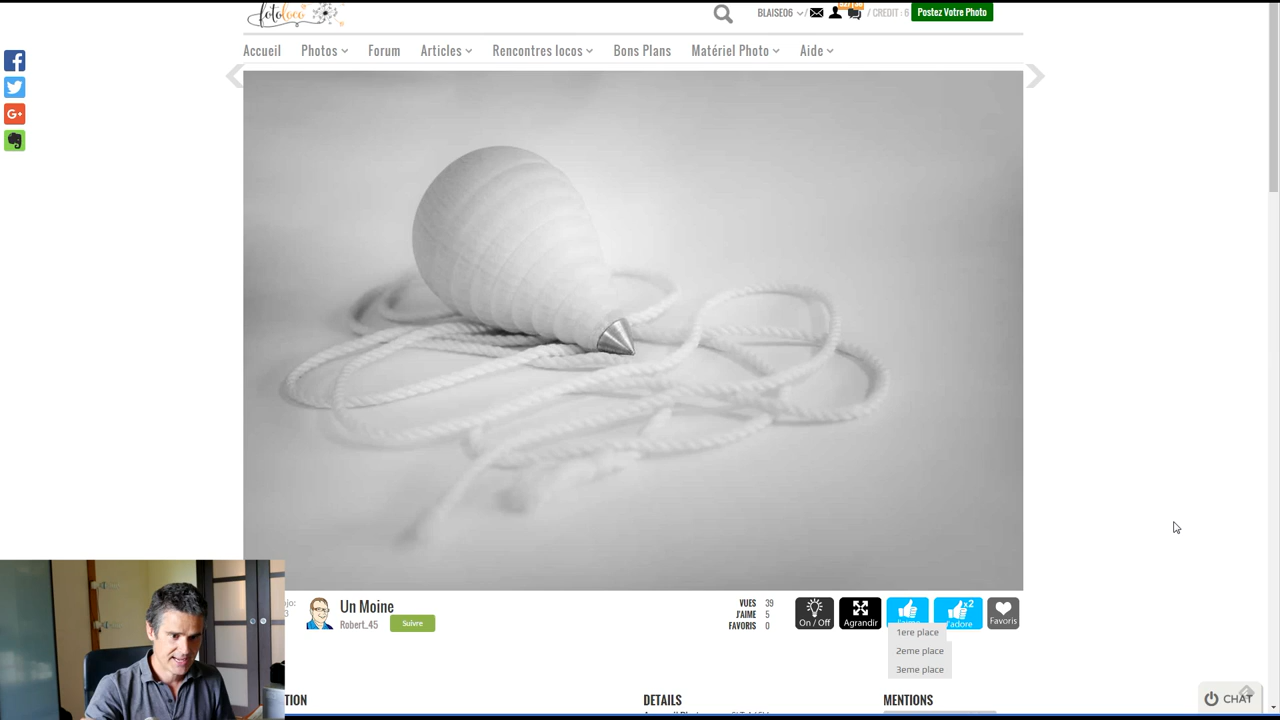 fotoloco
BLAISE06 / / CREDIT : 6 Postez Votre Photo
Accueil Photos Forum Articles Rencontres locos Bons Plans Matériel Photo Aide
G+
Un Moine
Robert_45 Suivre
VUES 39
J'AIME 5
FAVORIS 0
On / Off
Agrandir
J'aime
x2
J'adore
Favoris
1ere place
2eme place
3eme place
TION DETAILS MENTIONS
CHAT